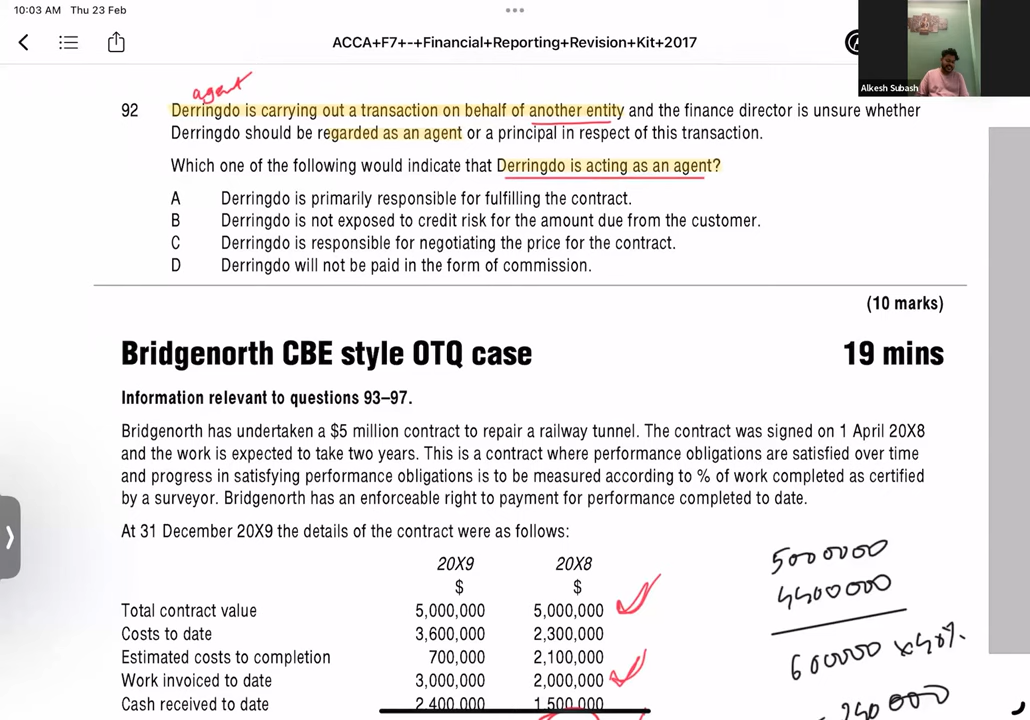 10:03 AM Thu 23 Feb
ACCA+F7+-+Financial+Reporting+Revision+Kit+2017
Alkesh Subash
agent
92 Derringdo is carrying out a transaction on behalf of another entity and the finance director is unsure whether
Derringdo should be regarded as an agent or a principal in respect of this transaction.
Which one of the following would indicate that Derringdo is acting as an agent?
A Derringdo is primarily responsible for fulfilling the contract.
B Derringdo is not exposed to credit risk for the amount due from the customer.
C Derringdo is responsible for negotiating the price for the contract.
D Derringdo will not be paid in the form of commission.
(10 marks)
Bridgenorth CBE style OTQ case 19 mins
Information relevant to questions 93–97.
Bridgenorth has undertaken a $5 million contract to repair a railway tunnel. The contract was signed on 1 April 20X8
and the work is expected to take two years. This is a contract where performance obligations are satisfied over time
and progress in satisfying performance obligations is to be measured according to % of work completed as certified
by a surveyor. Bridgenorth has an enforceable right to payment for performance completed to date.
At 31 December 20X9 the details of the contract were as follows:
20X9 20X8
$ $
Total contract value 5,000,000 5,000,000
Costs to date 3,600,000 2,300,000
Estimated costs to completion 700,000 2,100,000
Work invoiced to date 3,000,000 2,000,000
Cash received to date 2,400,000 1,500,000
5000000
4400000
600000 x40%
240000